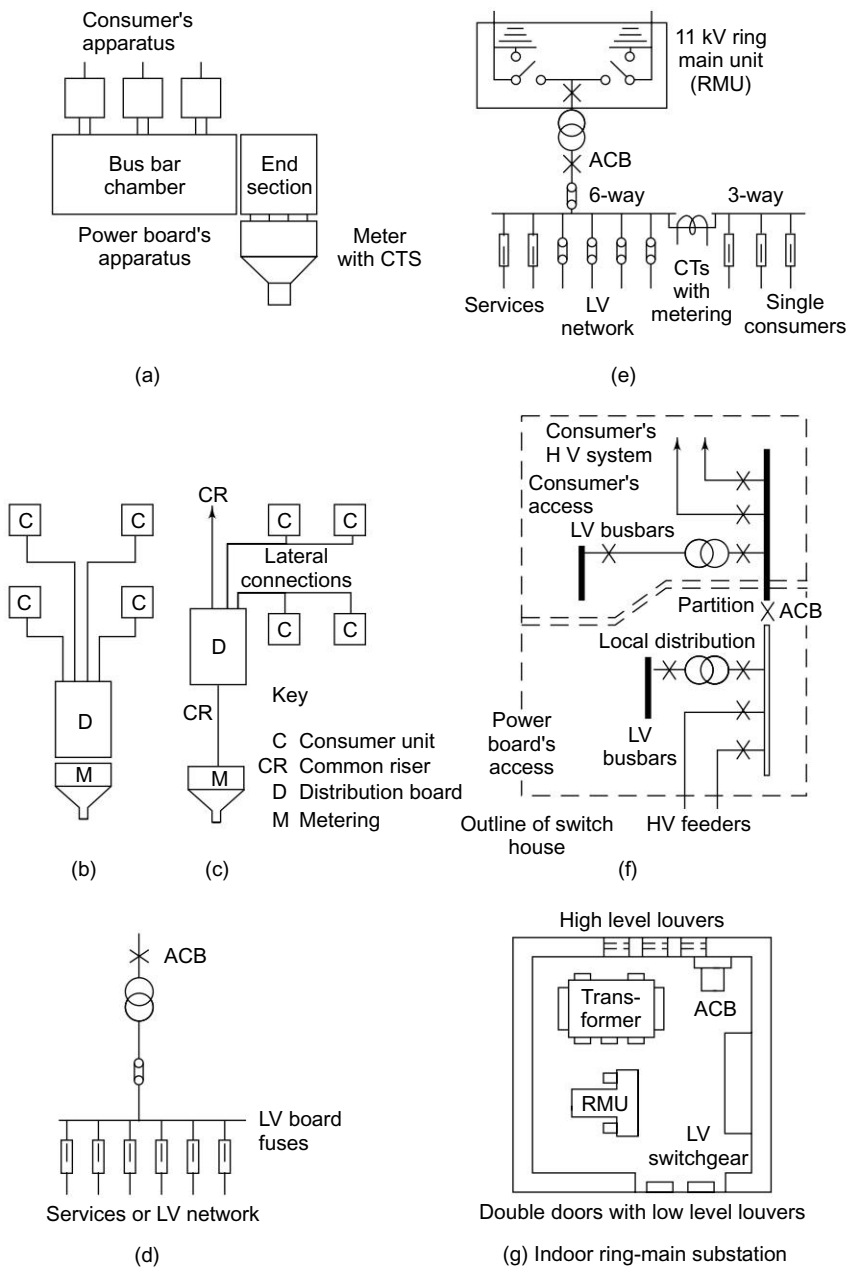 Consumer's
apparatus
Bus bar
chamber
End
section
Power board's
apparatus
Meter
with CTS
(a)
11 kV ring
main unit
(RMU)
ACB
6-way
3-way
Services
LV
network
CTs
with
metering
Single
consumers
(e)
C
C
C
C
D
M
(b)
CR
C
C
Lateral
connections
C
C
D
CR
M
(c)
Key
C Consumer unit
CR Common riser
D Distribution board
M Metering
Consumer's
H V system
Consumer's
access
LV busbars
Partition
ACB
Local distribution
Power
board's
access
LV
busbars
Outline of switch
house
HV feeders
(f)
ACB
LV board
fuses
Services or LV network
(d)
High level louvers
Trans-
former
ACB
RMU
LV
switchgear
Double doors with low level louvers
(g) Indoor ring-main substation